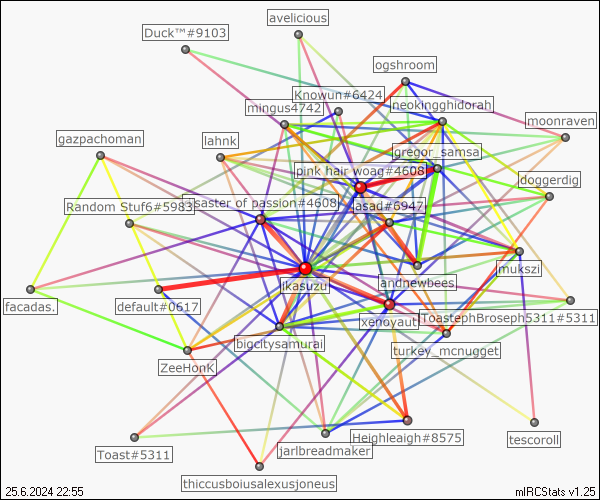 avelicious
Duck™#9103
ogshroom
Knowun#6424
mingus4742
neokingghidorah
moonraven
gazpachoman
lahnk
gregor_samsa
pink hair woag#4608
doggerdig
Random Stuf6#5983
saster of passion#4608
asad#6947
mukszi
andnewbees
ikasuzu
facadas.
default#0617
xenoyaut
ToastephBroseph5311#5311
bigcitysamurai
turkey_mcnugget
ZeeHonK
Heighleigh#8575
tescoroll
Toast#5311
jarlbreadmaker
thiccusboiusalexusjoneus
25.6.2024 22:55
mIRCStats v1.25